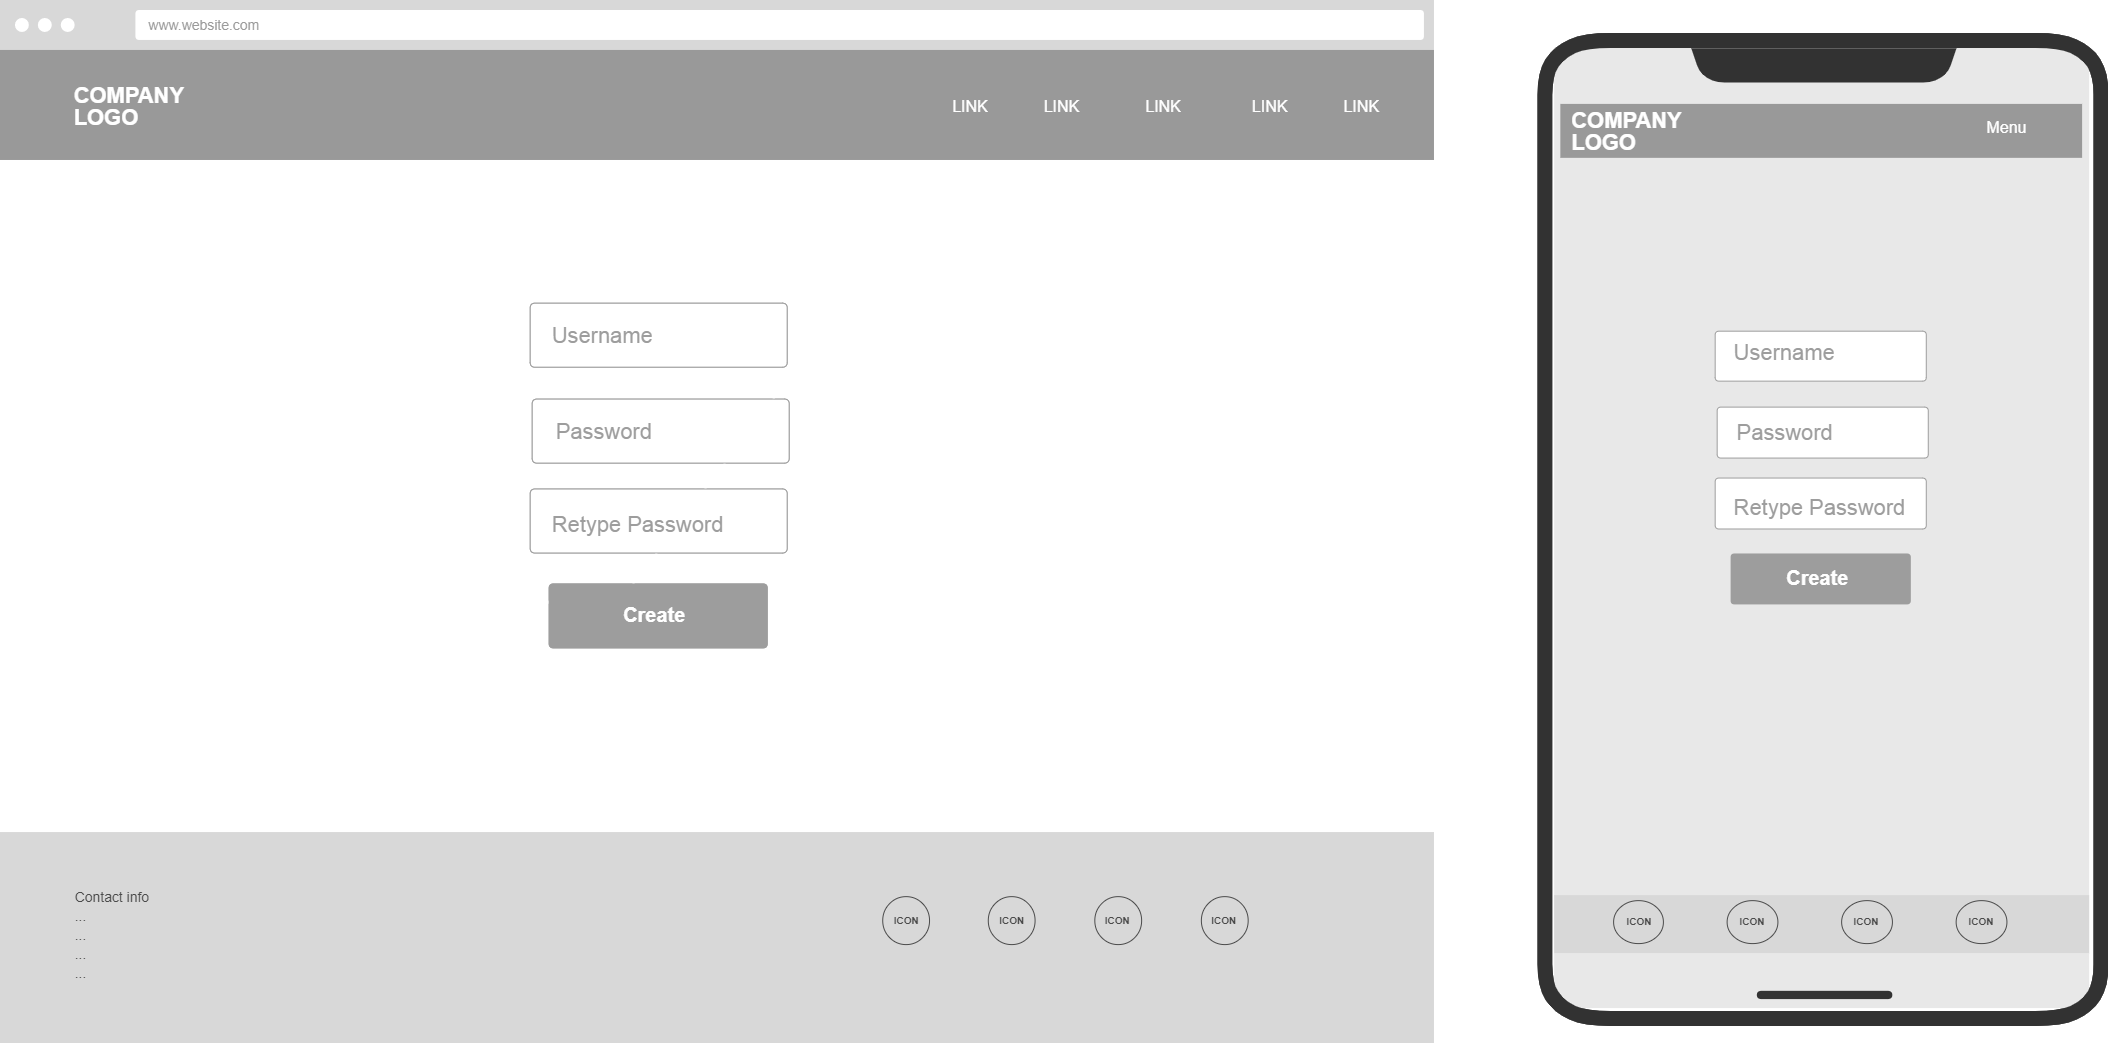 www.website.com
COMPANY
LOGO
LINK LINK LINK LINK LINK
Username
Password
Retype Password
Create
Contact info
...
...
...
...
ICON ICON ICON ICON
COMPANY
LOGO
Menu
Username
Password
Retype Password
Create
ICON ICON ICON ICON